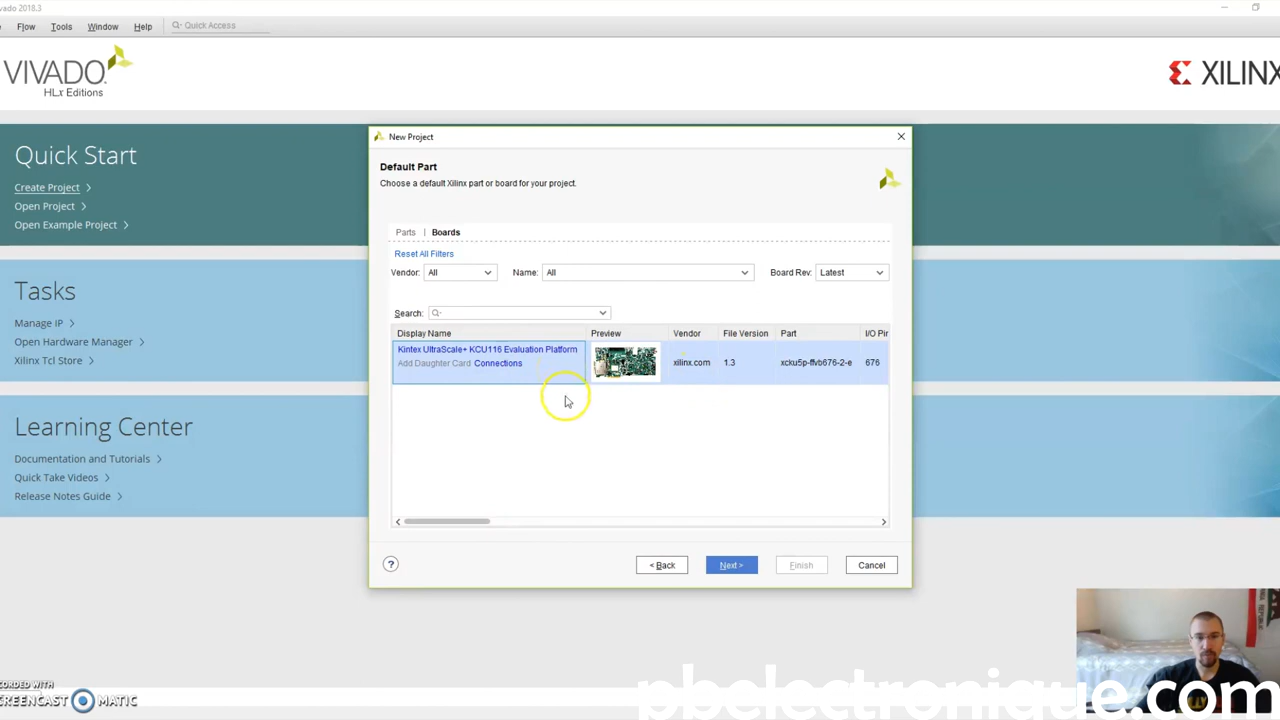 vado 2018.3
Flow Tools Window Help Quick Access
VIVADO
HLx Editions
XILINX
Quick Start
Create Project
Open Project
Open Example Project
Tasks
Manage IP
Open Hardware Manager
Xilinx Tcl Store
Learning Center
Documentation and Tutorials
Quick Take Videos
Release Notes Guide
New Project
Default Part
Choose a default Xilinx part or board for your project.
Parts | Boards
Reset All Filters
Vendor: All Name: All Board Rev: Latest
Search:
Display Name Preview Vendor File Version Part I/O Pin
Kintex UltraScale+ KCU116 Evaluation Platform
Add Daughter Card Connections xilinx.com 1.3 xcku5p-ffvb676-2-e 676
? < Back Next > Finish Cancel
CORDED WITH
CREENCAST MATIC
pbelectronique.com